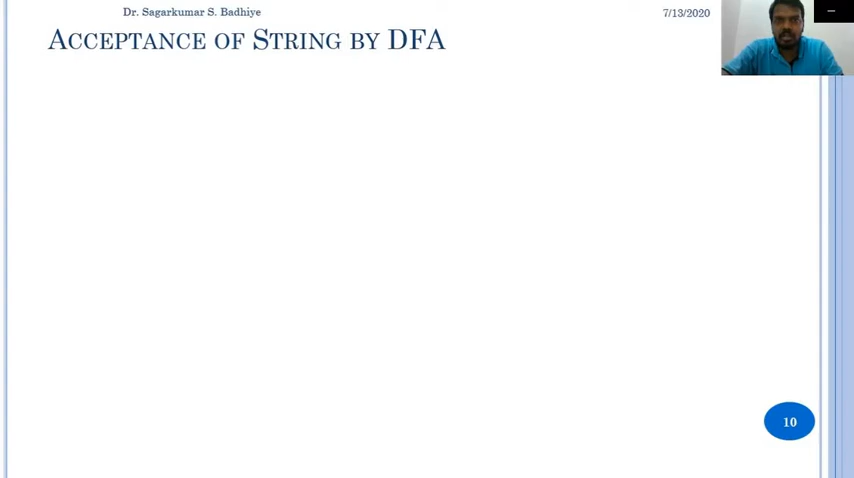 Dr. Sagarkumar S. Badhiye 7/13/2020
ACCEPTANCE OF STRING BY DFA
10